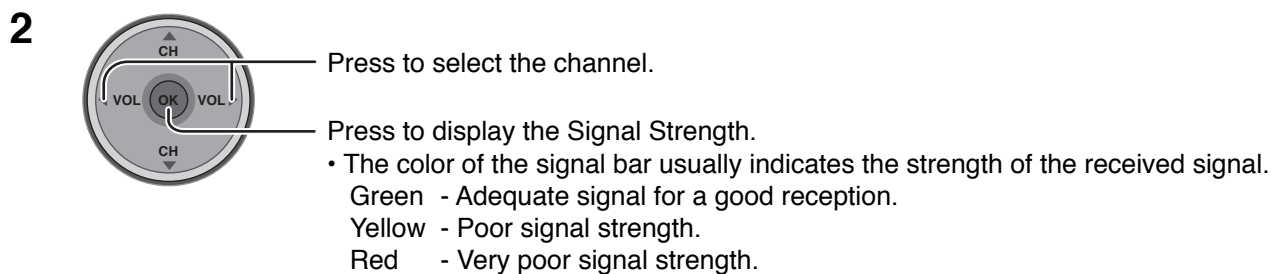 2
▲
CH
◀ VOL OK VOL ▶
CH
▼
Press to select the channel.
Press to display the Signal Strength.
• The color of the signal bar usually indicates the strength of the received signal.
Green - Adequate signal for a good reception.
Yellow - Poor signal strength.
Red - Very poor signal strength.